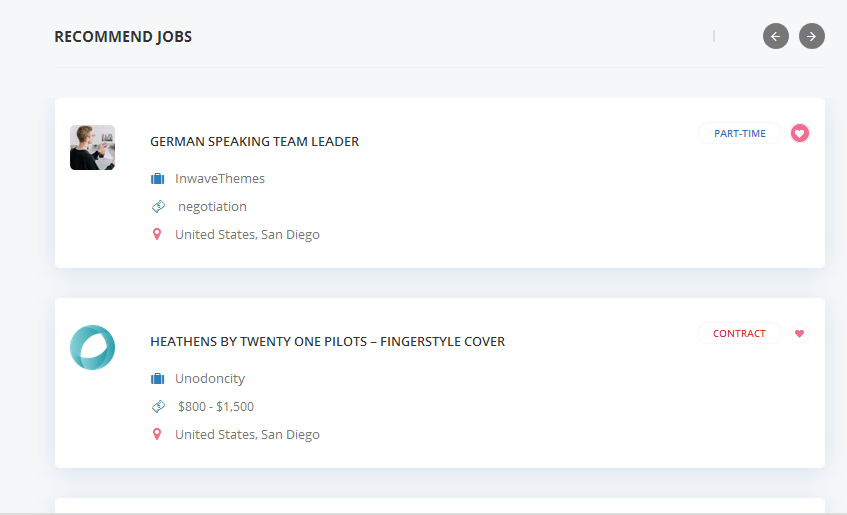 RECOMMEND JOBS
GERMAN SPEAKING TEAM LEADER
PART-TIME
InwaveThemes
negotiation
United States, San Diego
HEATHENS BY TWENTY ONE PILOTS – FINGERSTYLE COVER
CONTRACT
Unodoncity
$800 - $1,500
United States, San Diego